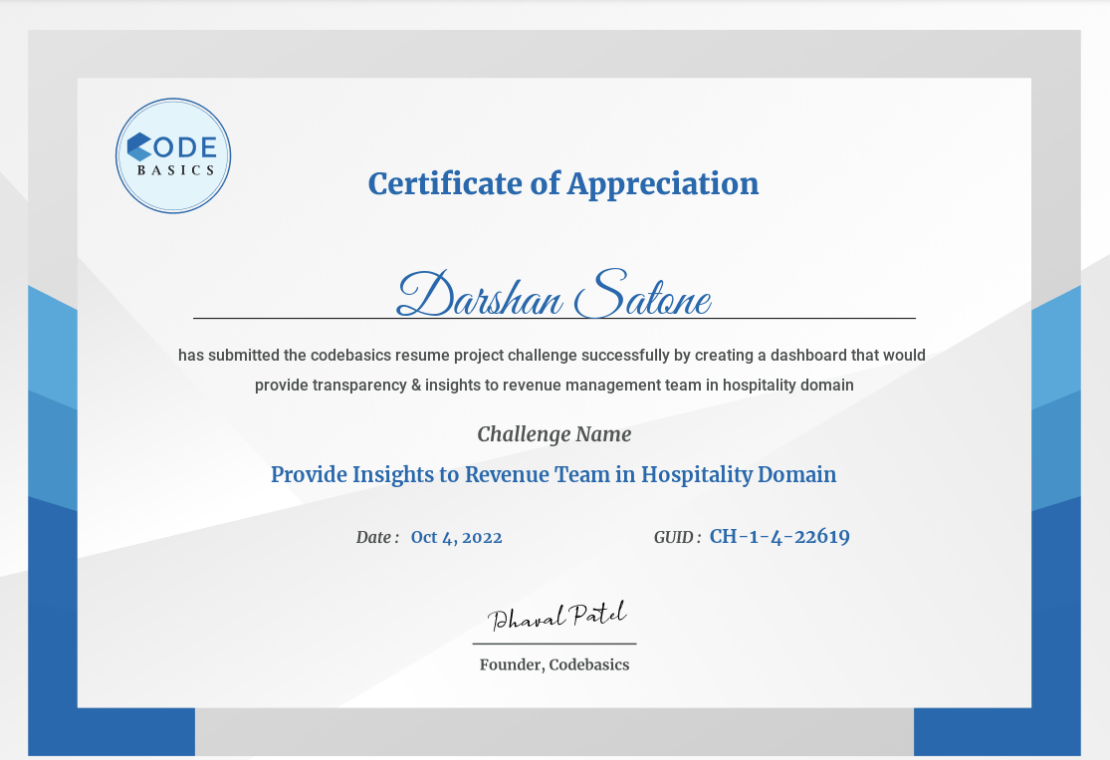 CODE
BASICS
Certificate of Appreciation
Darshan Satone
has submitted the codebasics resume project challenge successfully by creating a dashboard that would
provide transparency & insights to revenue management team in hospitality domain
Challenge Name
Provide Insights to Revenue Team in Hospitality Domain
Date : Oct 4, 2022 GUID : CH-1-4-22619
Dhaval Patel
Founder, Codebasics